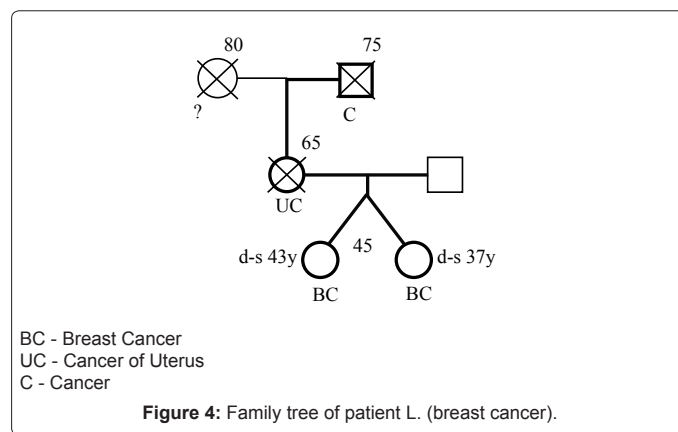 80 75
?
C
65
UC
d-s 43y 45 d-s 37y
BC BC
BC - Breast Cancer
UC - Cancer of Uterus
C - Cancer
Figure 4: Family tree of patient L. (breast cancer).